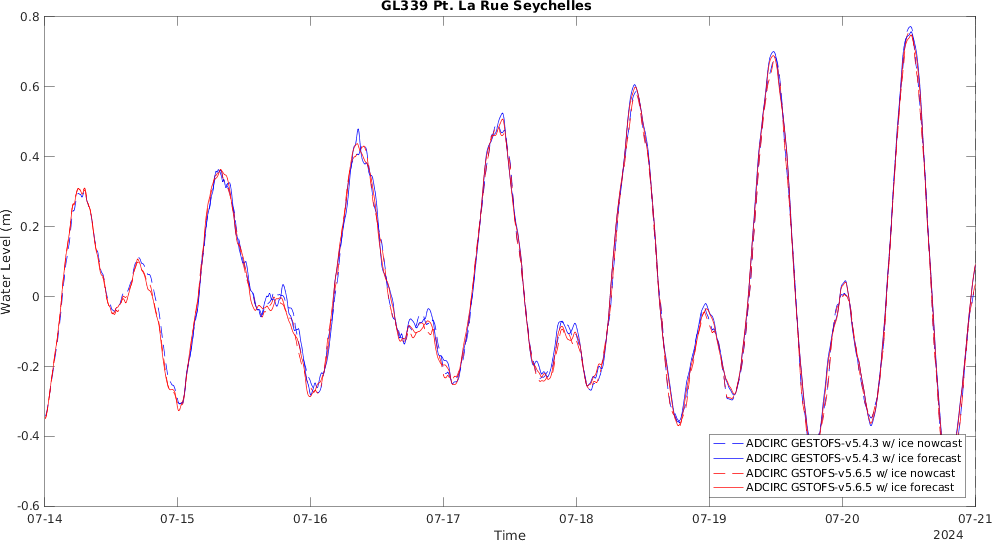 GL339 Pt. La Rue Seychelles
0.8
0.6
0.4
0.2
0
-0.2
-0.4
-0.6
Water Level (m)
ADCIRC GESTOFS-v5.4.3 w/ ice nowcast
ADCIRC GESTOFS-v5.4.3 w/ ice forecast
ADCIRC GSTOFS-v5.6.5 w/ ice nowcast
ADCIRC GSTOFS-v5.6.5 w/ ice forecast
07-14 07-15 07-16 07-17 07-18 07-19 07-20 07-21
Time
2024